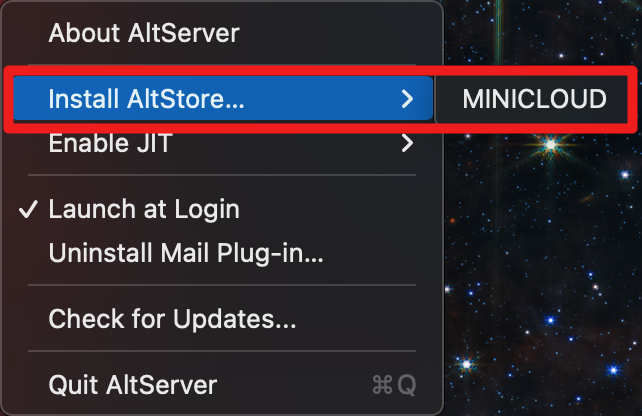 About AltServer
Install AltStore...
MINICLOUD
Enable JIT
Launch at Login
Uninstall Mail Plug-in...
Check for Updates...
Quit AltServer ⌘Q